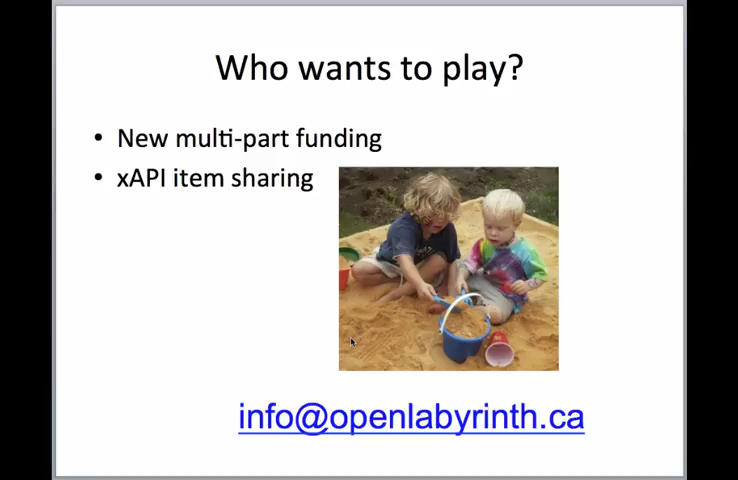 Who wants to play?
• New multi-part funding
• xAPI item sharing
info@openlabyrinth.ca